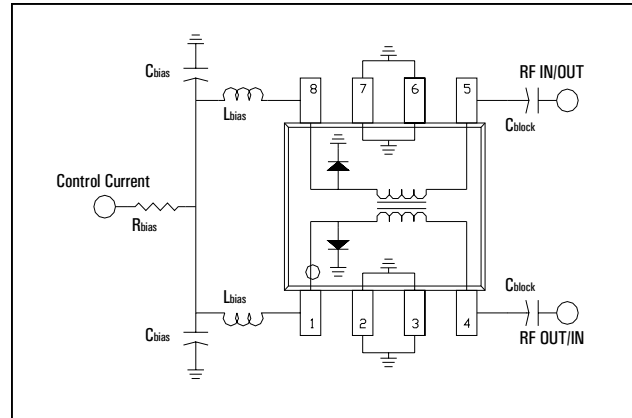 Cbias
Lbias
8
7
6
5
RF IN/OUT
Cblock
Control Current
Rbias
Lbias
Cbias
1
2
3
4
Cblock
RF OUT/IN